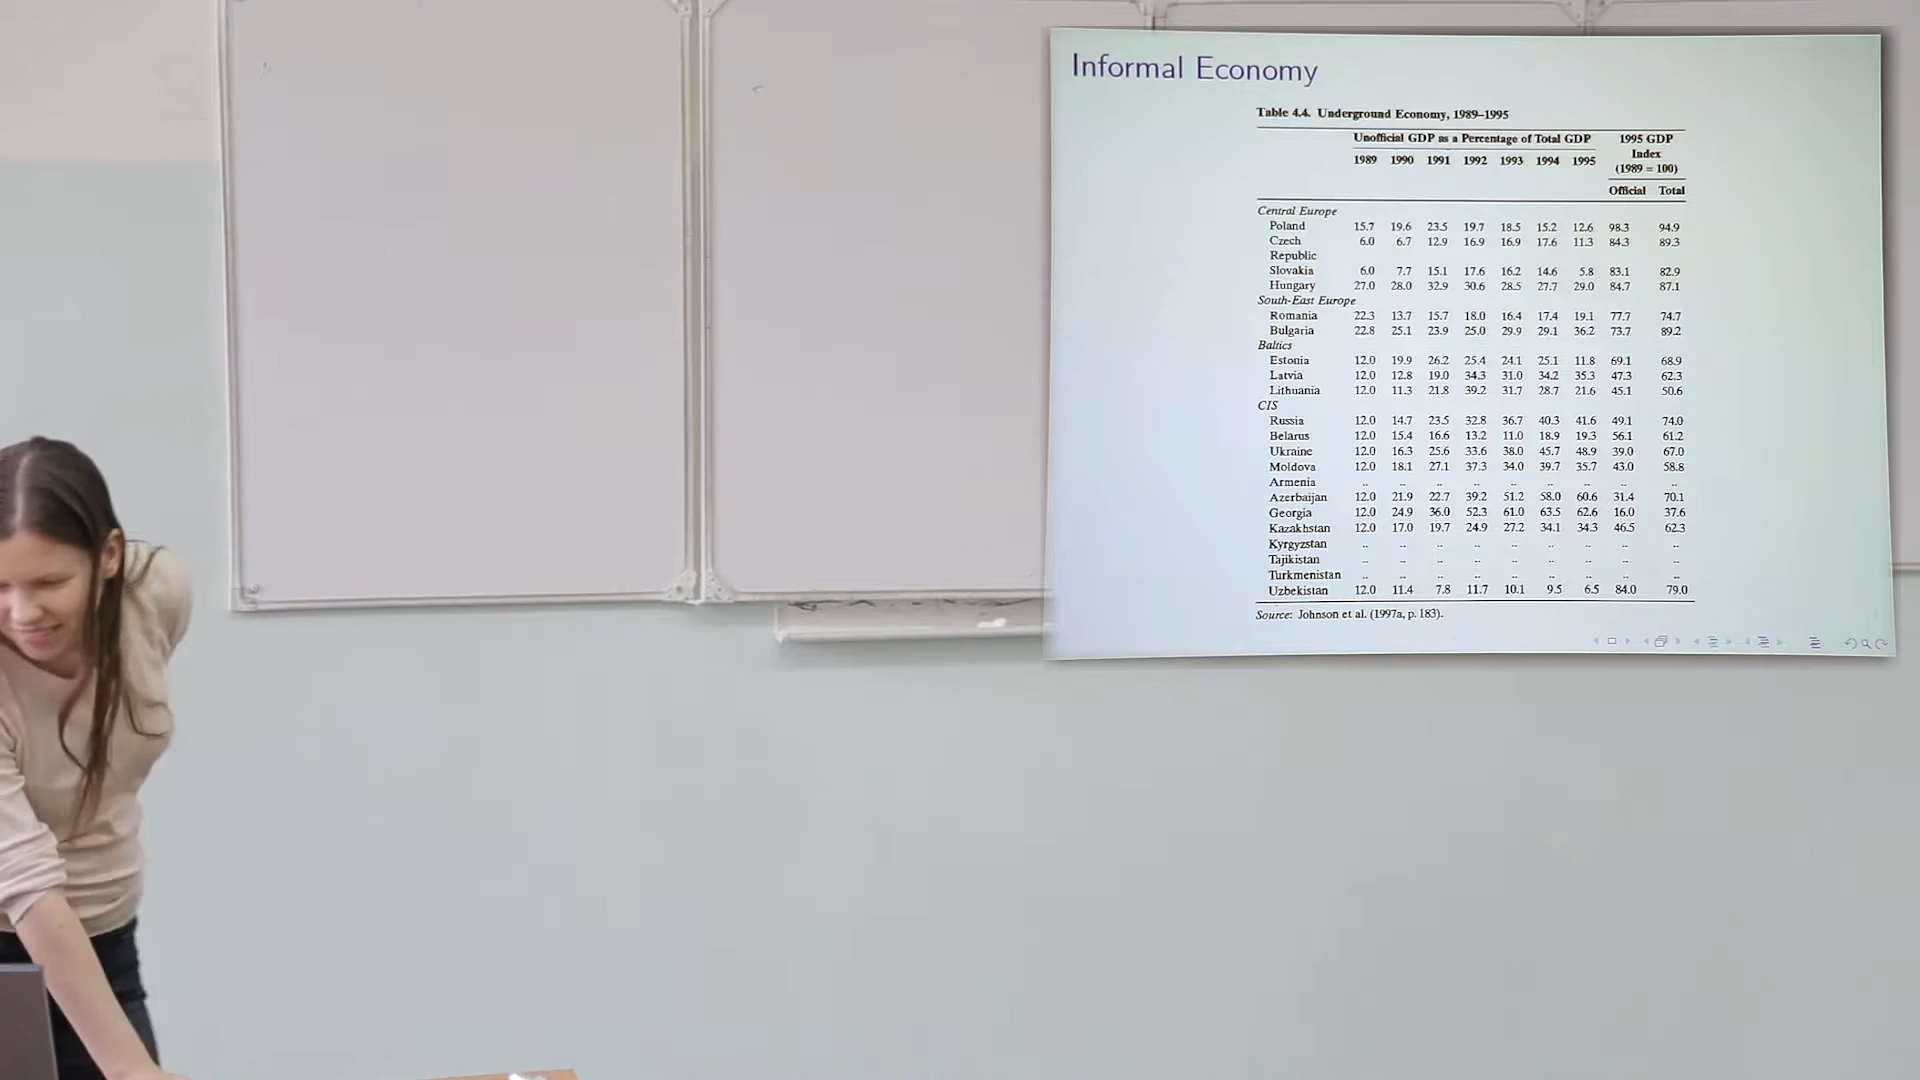 Informal Economy
Table 4.4. Underground Economy, 1989–1995
Unofficial GDP as a Percentage of Total GDP 1995 GDP
Index
(1989 = 100)
1989 1990 1991 1992 1993 1994 1995
Official Total
Central Europe
Poland 15.7 19.6 23.5 19.7 18.5 15.2 12.6 98.3 94.9
Czech 6.0 6.7 12.9 16.9 16.9 17.6 11.3 84.3 89.3
Republic
Slovakia 6.0 7.7 15.1 17.6 16.2 14.6 5.8 83.1 82.9
Hungary 27.0 28.0 32.9 30.6 28.5 27.7 29.0 84.7 87.1
South-East Europe
Romania 22.3 13.7 15.7 18.0 16.4 17.4 19.1 77.7 74.7
Bulgaria 22.8 25.1 23.9 25.0 29.9 29.1 36.2 73.7 89.2
Baltics
Estonia 12.0 19.9 26.2 25.4 24.1 25.1 11.8 69.1 68.9
Latvia 12.0 12.8 19.0 34.3 31.0 34.2 35.3 47.3 62.3
Lithuania 12.0 11.3 21.8 39.2 31.7 28.7 21.6 45.1 50.6
CIS
Russia 12.0 14.7 23.5 32.8 36.7 40.3 41.6 49.1 74.0
Belarus 12.0 15.4 16.6 13.2 11.0 18.9 19.3 56.1 61.2
Ukraine 12.0 16.3 25.6 33.6 38.0 45.7 48.9 39.0 67.0
Moldova 12.0 18.1 27.1 37.3 34.0 39.7 35.7 43.0 58.8
Armenia .. .. .. .. .. .. .. .. ..
Azerbaijan 12.0 21.9 22.7 39.2 51.2 58.0 60.6 31.4 70.1
Georgia 12.0 24.9 36.0 52.3 61.0 63.5 62.6 16.0 37.6
Kazakhstan 12.0 17.0 19.7 24.9 27.2 34.1 34.3 46.5 62.3
Kyrgyzstan .. .. .. .. .. .. .. .. ..
Tajikistan .. .. .. .. .. .. .. .. ..
Turkmenistan .. .. .. .. .. .. .. .. ..
Uzbekistan 12.0 11.4 7.8 11.7 10.1 9.5 6.5 84.0 79.0
Source: Johnson et al. (1997a, p. 183).